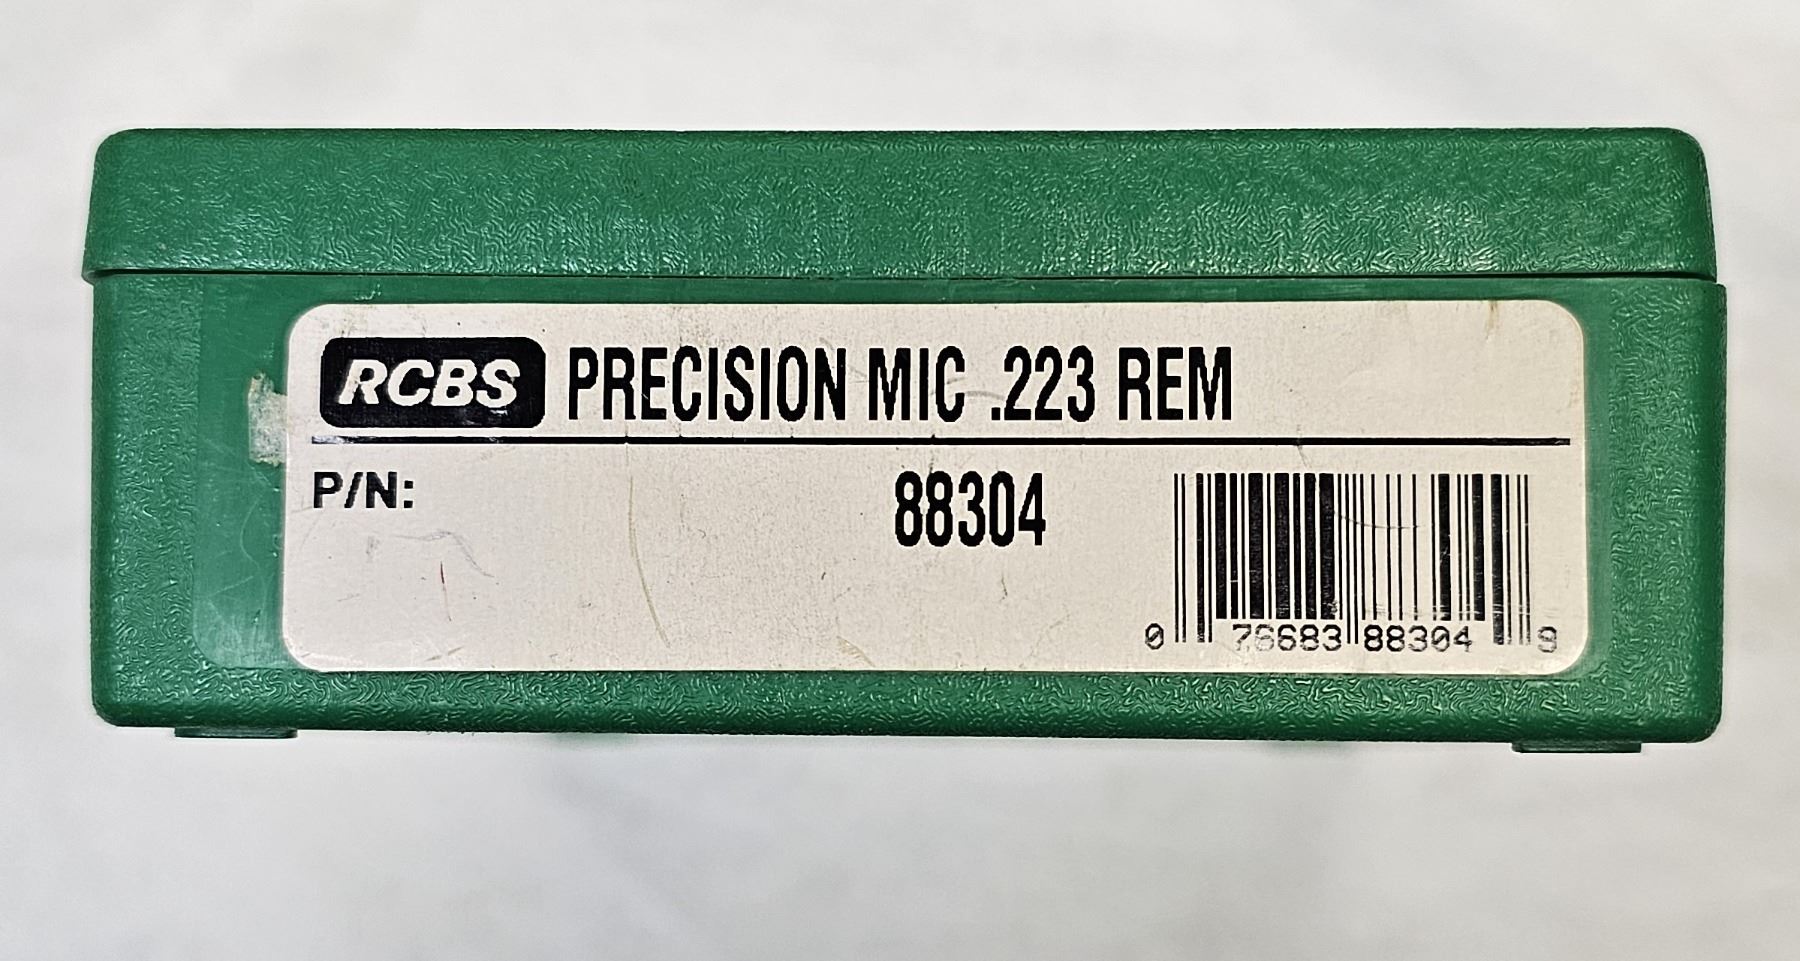 RCBS PRECISION MIC .223 REM
P/N: 88304
0 76683 88304 9